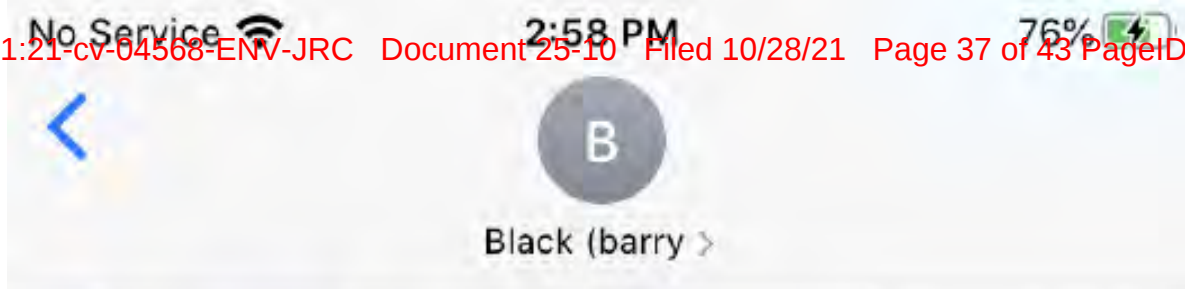 No Service 2:58 PM 76%
1:21-cv-04568-ENV-JRC Document 25-10 Filed 10/28/21 Page 37 of 43 PageID
B
Black (barry >